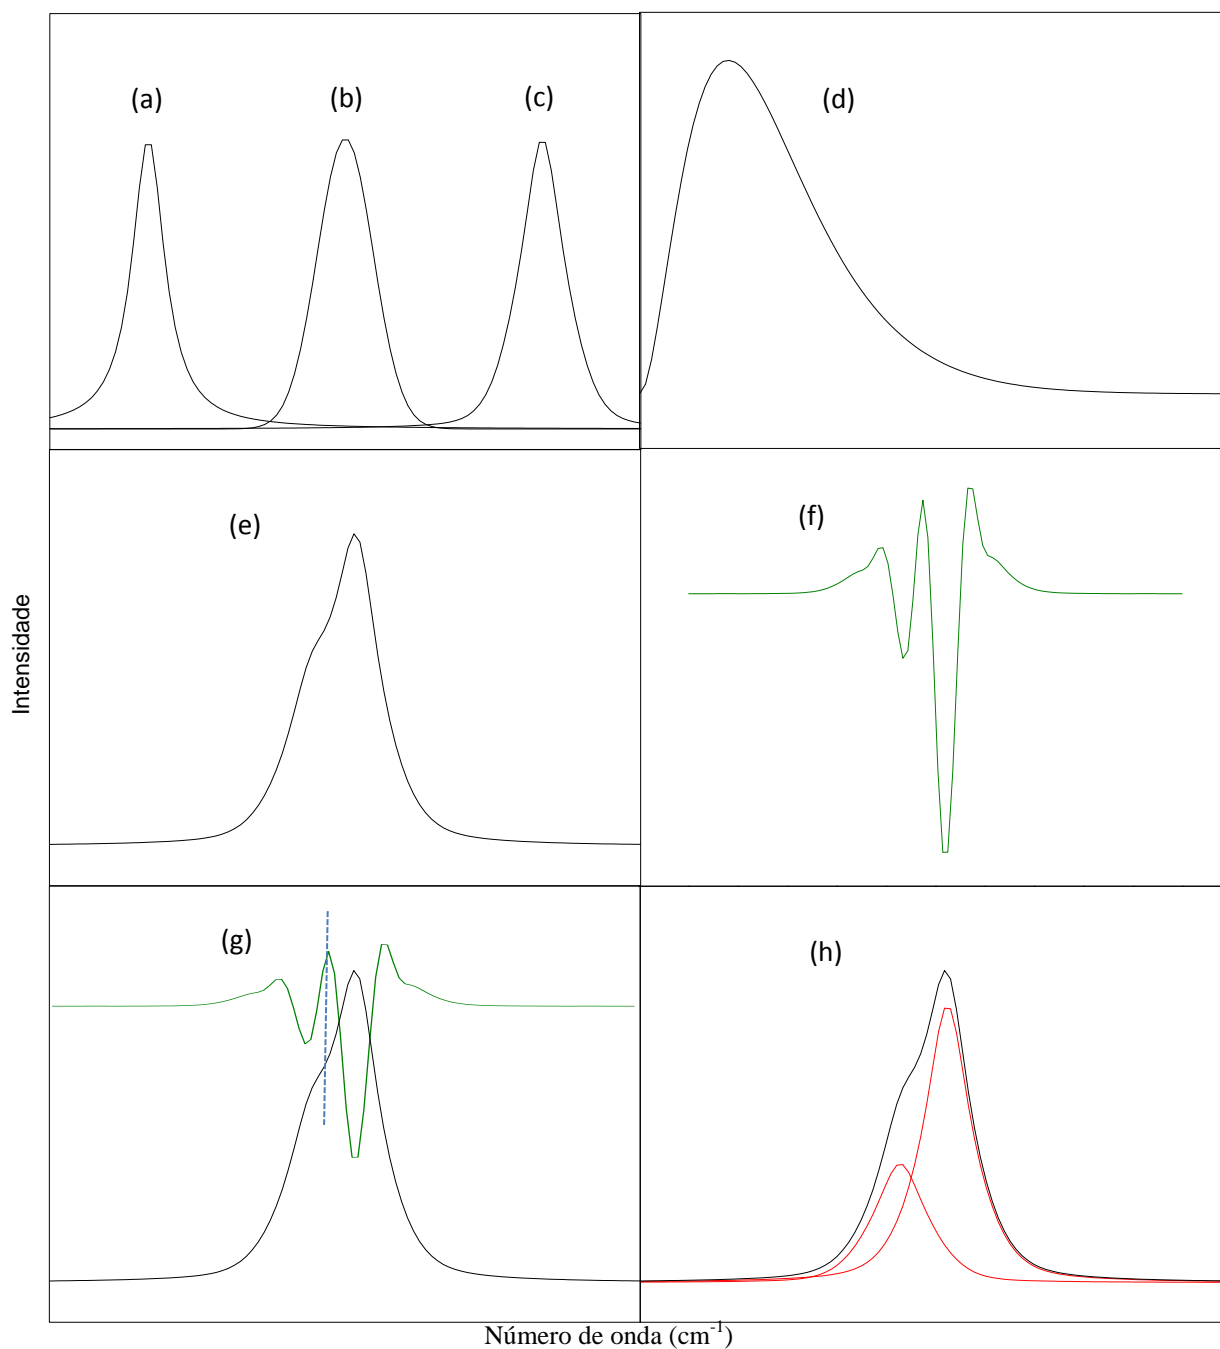 (a)
(b)
(c)
(d)
(e)
(f)
(g)
(h)
Intensidade
Número de onda (cm⁻¹)